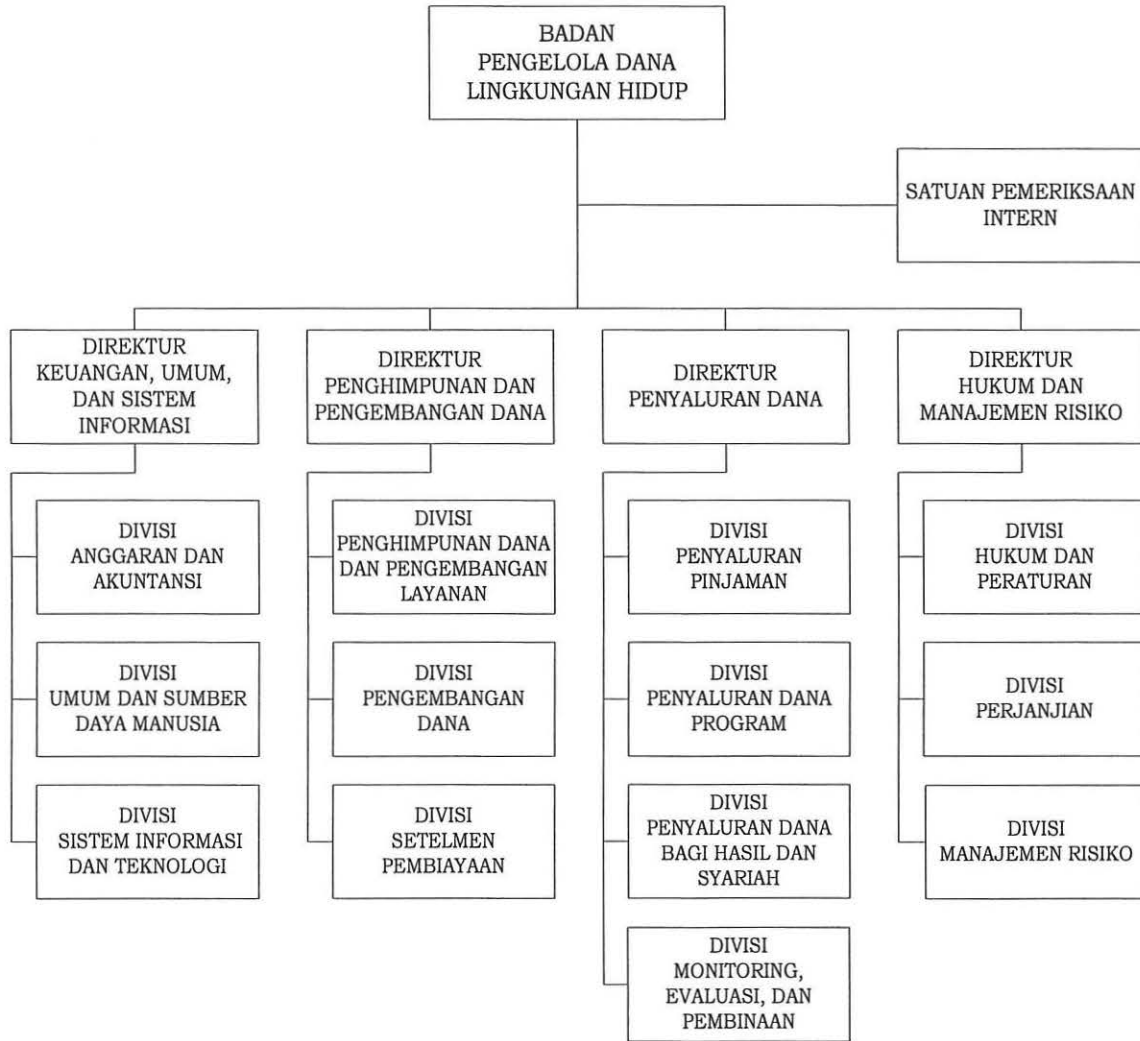 BADAN
PENGELOLA DANA
LINGKUNGAN HIDUP
SATUAN PEMERIKSAAN
INTERN
DIREKTUR
KEUANGAN, UMUM,
DAN SISTEM
INFORMASI
DIREKTUR
PENGHIMPUNAN DAN
PENGEMBANGAN DANA
DIREKTUR
PENYALURAN DANA
DIREKTUR
HUKUM DAN
MANAJEMEN RISIKO
DIVISI
ANGGARAN DAN
AKUNTANSI
DIVISI
PENGHIMPUNAN DANA
DAN PENGEMBANGAN
LAYANAN
DIVISI
PENYALURAN
PINJAMAN
DIVISI
HUKUM DAN
PERATURAN
DIVISI
UMUM DAN SUMBER
DAYA MANUSIA
DIVISI
PENGEMBANGAN
DANA
DIVISI
PENYALURAN DANA
PROGRAM
DIVISI
PERJANJIAN
DIVISI
SISTEM INFORMASI
DAN TEKNOLOGI
DIVISI
SETELMEN
PEMBIAYAAN
DIVISI
PENYALURAN DANA
BAGI HASIL DAN
SYARIAH
DIVISI
MANAJEMEN RISIKO
DIVISI
MONITORING,
EVALUASI, DAN
PEMBINAAN